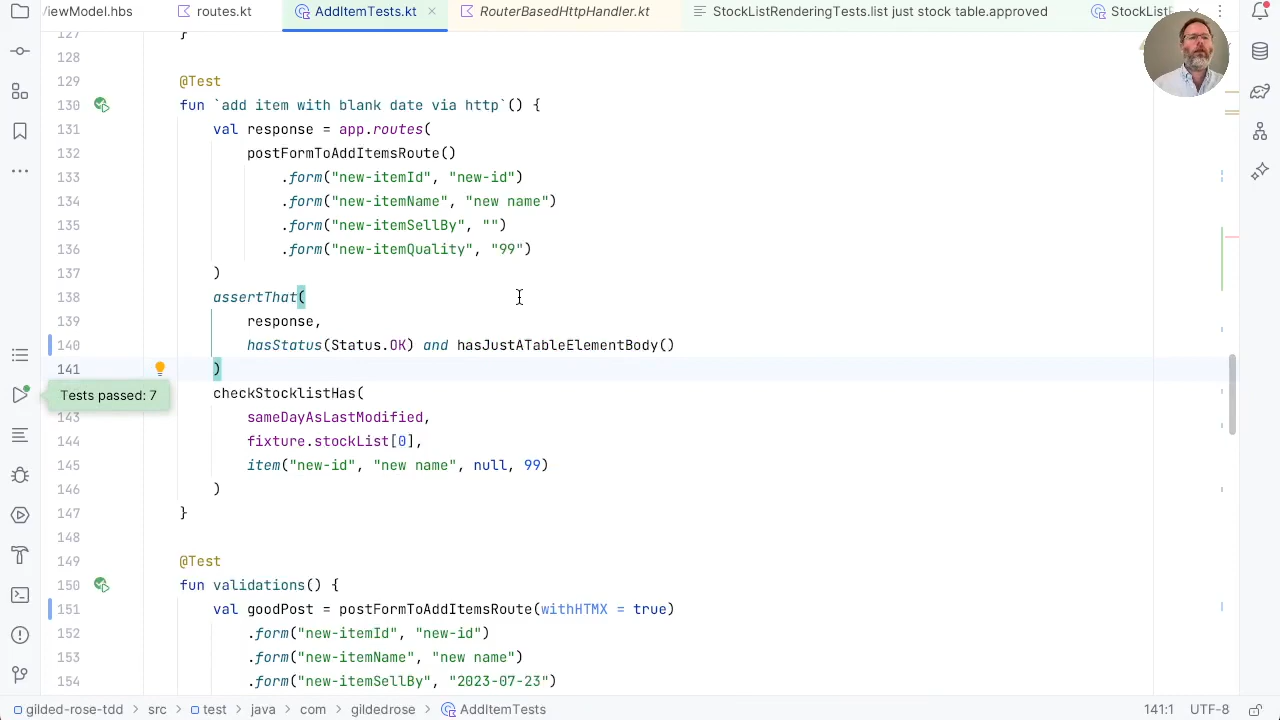 ViewModel.hbs routes.kt AddItemTests.kt RouterBasedHttpHandler.kt StockListRenderingTests.list just stock table.approved StockListR
127 }
128
129 @Test
130 fun `add item with blank date via http`() {
131 val response = app.routes(
132 postFormToAddItemsRoute()
133 .form("new-itemId", "new-id")
134 .form("new-itemName", "new name")
135 .form("new-itemSellBy", "")
136 .form("new-itemQuality", "99")
137 )
138 assertThat(
139 response,
140 hasStatus(Status.OK) and hasJustATableElementBody()
141 )
Tests passed: 7 checkStocklistHas(
143 sameDayAsLastModified,
144 fixture.stockList[0],
145 item("new-id", "new name", null, 99)
146 )
147 }
148
149 @Test
150 fun validations() {
151 val goodPost = postFormToAddItemsRoute(withHTMX = true)
152 .form("new-itemId", "new-id")
153 .form("new-itemName", "new name")
154 .form("new-itemSellBy", "2023-07-23")
gilded-rose-tdd > src > test > java > com > gildedrose > AddItemTests 141:1 UTF-8